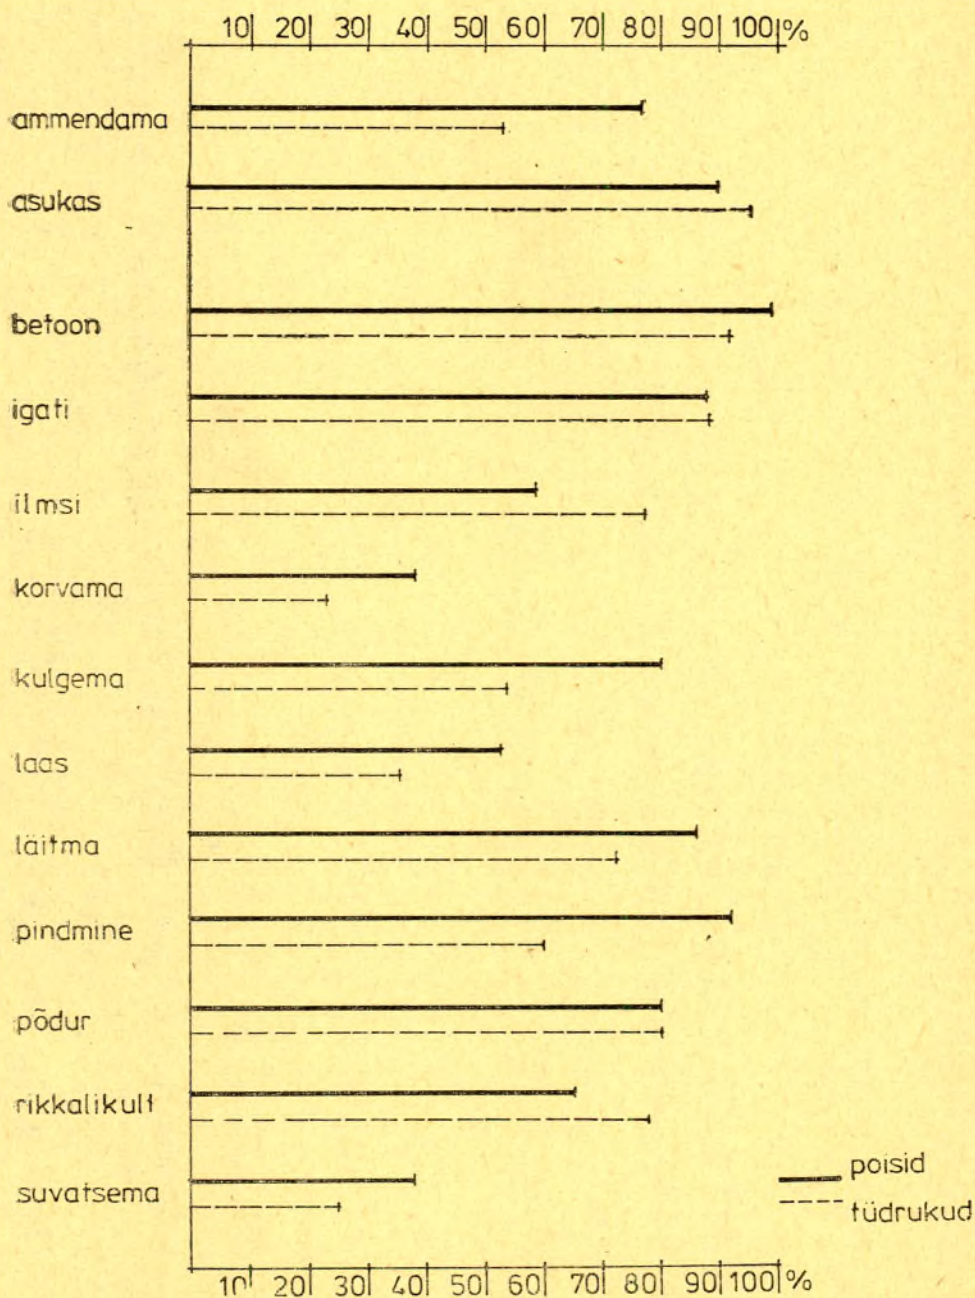 10 20 30 40 50 60 70 80 90 100 %
ammendama
asukas
betoon
igati
ilmsi
korvama
kulgema
laas
läitma
pindmine
põdur
rikkalikult
suvatsema
poisid
tüdrukud
10 20 30 40 50 60 70 80 90 100 %